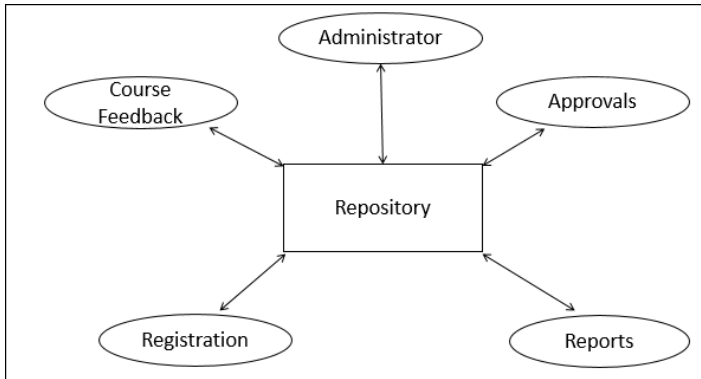 Administrator
Course
Feedback
Approvals
Repository
Registration
Reports